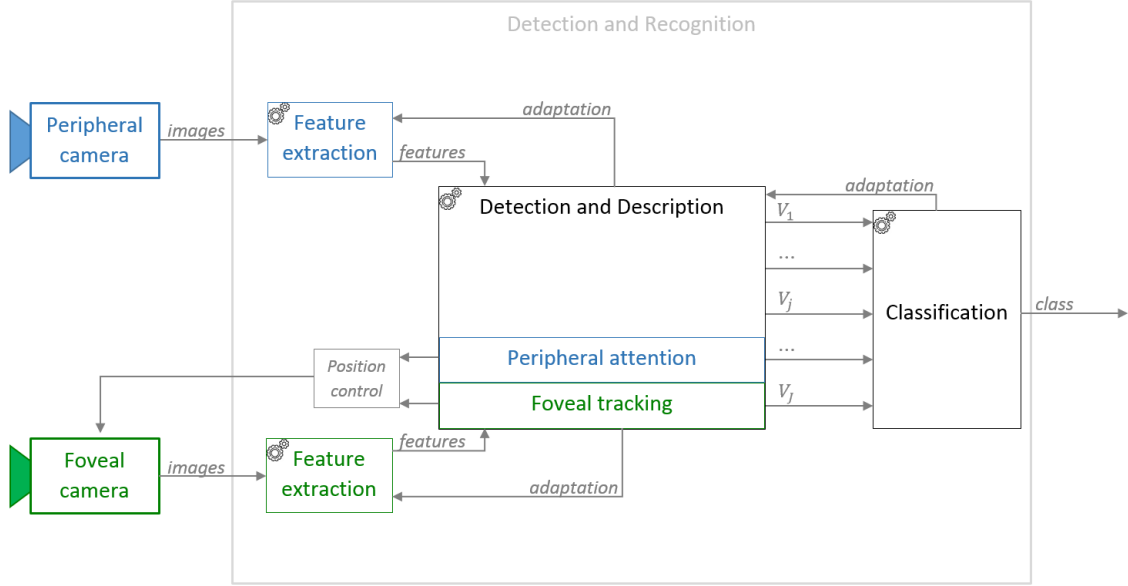 Detection and Recognition
Peripheral
camera
images
Feature
extraction
adaptation
features
Detection and Description
adaptation
V₁
...
Vⱼ
...
V_J
Classification
class
Peripheral attention
Foveal tracking
Position
control
Foveal
camera
images
Feature
extraction
features
adaptation